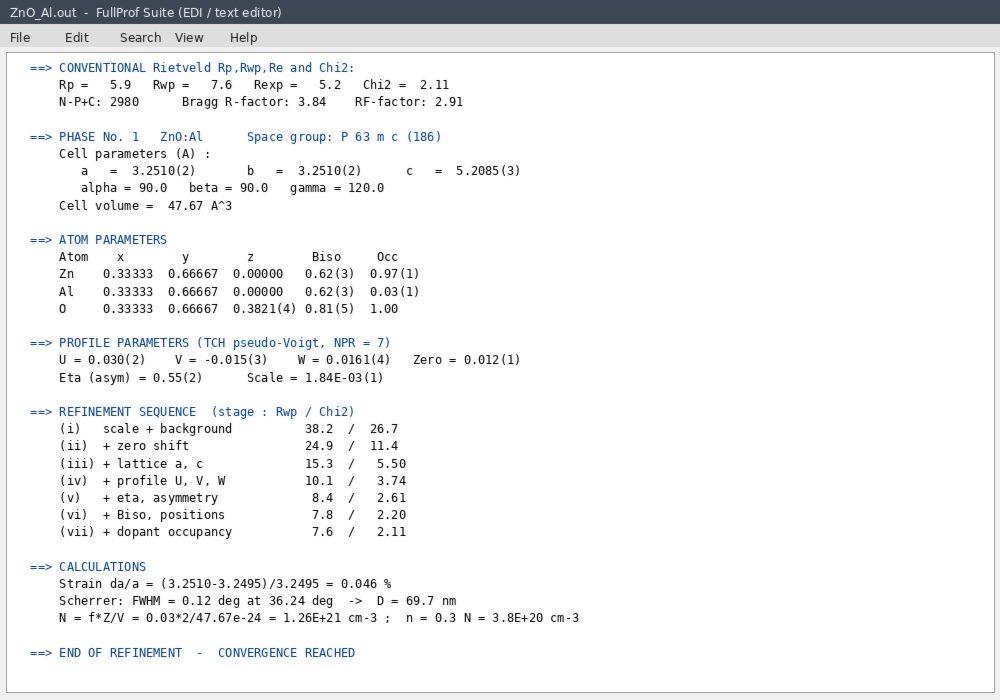 ZnO_Al.out - FullProf Suite (EDI / text editor)
File Edit Search View Help
==> CONVENTIONAL Rietveld Rp,Rwp,Re and Chi2:
Rp = 5.9 Rwp = 7.6 Rexp = 5.2 Chi2 = 2.11
N-P+C: 2980 Bragg R-factor: 3.84 RF-factor: 2.91
==> PHASE No. 1 ZnO:Al Space group: P 63 m c (186)
Cell parameters (A) :
a = 3.2510(2) b = 3.2510(2) c = 5.2085(3)
alpha = 90.0 beta = 90.0 gamma = 120.0
Cell volume = 47.67 A^3
==> ATOM PARAMETERS
Atom x y z Biso Occ
Zn 0.33333 0.66667 0.00000 0.62(3) 0.97(1)
Al 0.33333 0.66667 0.00000 0.62(3) 0.03(1)
O 0.33333 0.66667 0.3821(4) 0.81(5) 1.00
==> PROFILE PARAMETERS (TCH pseudo-Voigt, NPR = 7)
U = 0.030(2) V = -0.015(3) W = 0.0161(4) Zero = 0.012(1)
Eta (asym) = 0.55(2) Scale = 1.84E-03(1)
==> REFINEMENT SEQUENCE (stage : Rwp / Chi2)
(i) scale + background 38.2 / 26.7
(ii) + zero shift 24.9 / 11.4
(iii) + lattice a, c 15.3 / 5.50
(iv) + profile U, V, W 10.1 / 3.74
(v) + eta, asymmetry 8.4 / 2.61
(vi) + Biso, positions 7.8 / 2.20
(vii) + dopant occupancy 7.6 / 2.11
==> CALCULATIONS
Strain da/a = (3.2510-3.2495)/3.2495 = 0.046 %
Scherrer: FWHM = 0.12 deg at 36.24 deg -> D = 69.7 nm
N = f*Z/V = 0.03*2/47.67e-24 = 1.26E+21 cm-3 ; n = 0.3 N = 3.8E+20 cm-3
==> END OF REFINEMENT - CONVERGENCE REACHED